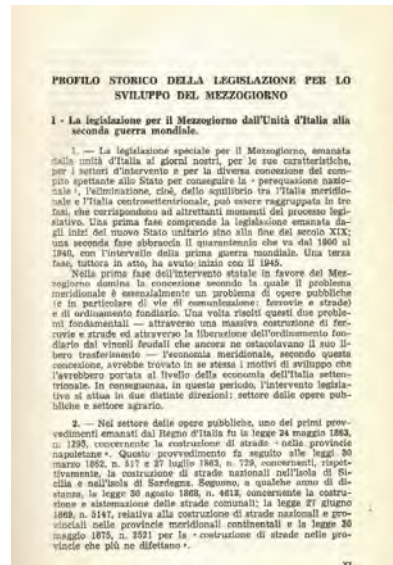 PROFILO STORICO DELLA LEGISLAZIONE PER LO
SVILUPPO DEL MEZZOGIORNO
1 - La legislazione per il Mezzogiorno dall'Unità d'Italia alla
seconda guerra mondiale.
1. — La legislazione speciale per il Mezzogiorno, emanata
dalla unità d'Italia ai giorni nostri, per le sue caratteristiche,
per i settori d'intervento e per la diversa concezione del com-
pito spettante allo Stato per conseguire la « perequazione nazio-
nale », l'eliminazione, cioè, dello squilibrio tra l'Italia meridio-
nale e l'Italia centrosettentrionale, può essere raggruppata in tre
fasi, che corrispondono ad altrettanti momenti del processo legi-
slativo. Una prima fase comprende la legislazione emanata da-
gli inizi del nuovo Stato unitario sino alla fine del secolo XIX;
una seconda fase abbraccia il quarantennio che va dal 1900 al
1940, con l'intervallo della prima guerra mondiale. Una terza
fase, tuttora in atto, ha avuto inizio con il 1945.
Nella prima fase dell'intervento statale in favore del Mez-
zogiorno domina la concezione secondo la quale il problema
meridionale è essenzialmente un problema di opere pubbliche
(e in particolare di vie di comunicazione: ferrovie e strade)
e di ordinamento fondiario. Una volta risolti questi due proble-
mi fondamentali — attraverso una massiva costruzione di fer-
rovie e strade ed attraverso la liberazione dell'ordinamento fon-
diario dai vincoli feudali che ancora ne ostacolavano il suo li-
bero trasferimento — l'economia meridionale, secondo questa
concezione, avrebbe trovato in se stessa i motivi di sviluppo che
l'avrebbero portata al livello della economia dell'Italia setten-
trionale. In conseguenza, in questo periodo, l'intervento legisla-
tivo si attua in due distinte direzioni: settore delle opere pub-
bliche e settore agrario.
2. — Nel settore delle opere pubbliche, uno dei primi prov-
vedimenti emanati dal Regno d'Italia fu la legge 24 maggio 1863,
n. 1293, concernente la costruzione di strade « nelle provincie
napoletane ». Questo provvedimento fa seguito alle leggi 30
marzo 1862, n. 517 e 27 luglio 1862, n. 729, concernenti, rispet-
tivamente, la costruzione di strade nazionali nell'isola di Si-
cilia e nell'isola di Sardegna. Seguono, a qualche anno di di-
stanza, la legge 30 agosto 1868, n. 4613, concernente la costru-
zione e sistemazione delle strade comunali; la legge 27 giugno
1869, n. 5147, relativa alla costruzione di strade nazionali e pro-
vinciali nelle provincie meridionali continentali e la legge 30
maggio 1875, n. 2521 per la « costruzione di strade nelle pro-
vincie che più ne difettano ».
XI